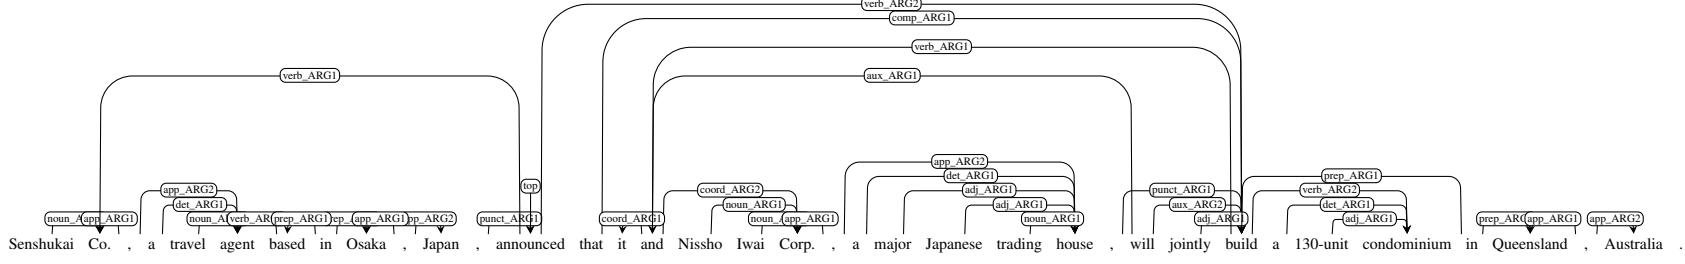 verb_ARG2
comp_ARG1
verb_ARG1
verb_ARG1 aux_ARG1
app_ARG2 prep_ARG1
det_ARG1
app_ARG2 top coord_ARG2 adj_ARG1 punct_ARG1 verb_ARG2
det_ARG1 noun_ARG1 adj_ARG1 aux_ARG2 det_ARG1
app_ARG1 prep_ARG1 app_ARG1 punct_ARG1 coord_ARG1 app_ARG1 noun_ARG1 adj_ARG1 adj_ARG1 app_ARG1 app_ARG2
Senshukai Co. , a travel agent based in Osaka , Japan , announced that it and Nissho Iwai Corp. , a major Japanese trading house , will jointly build a 130-unit condominium in Queensland , Australia .